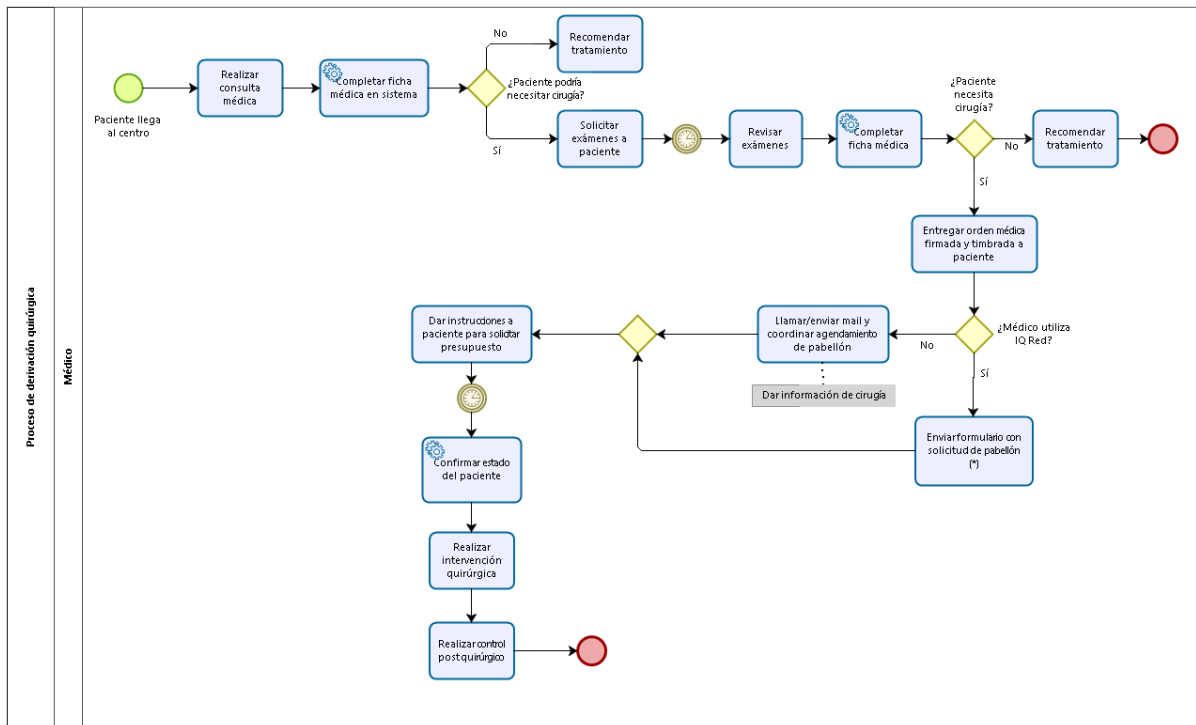 Proceso de derivación quirúrgica
Médico
Paciente llega
al centro
Realizar
consulta
médica
Completar ficha
médica en sistema
¿Paciente podría
necesitar cirugía?
No
Recomendar
tratamiento
Sí
Solicitar
exámenes a
paciente
Revisar
exámenes
Completar
ficha médica
¿Paciente
necesita
cirugía?
No
Recomendar
tratamiento
Sí
Entregar orden médica
firmada y timbrada a
paciente
¿Médico utiliza
IQ Red?
No
Llamar/enviar mail y
coordinar agendamiento
de pabellón
Dar información de cirugía
Sí
Enviar formulario con
solicitud de pabellón
(*)
Dar instrucciones a
paciente para solicitar
presupuesto
Confirmar estado
del paciente
Realizar
intervención
quirúrgica
Realizar control
post quirúrgico